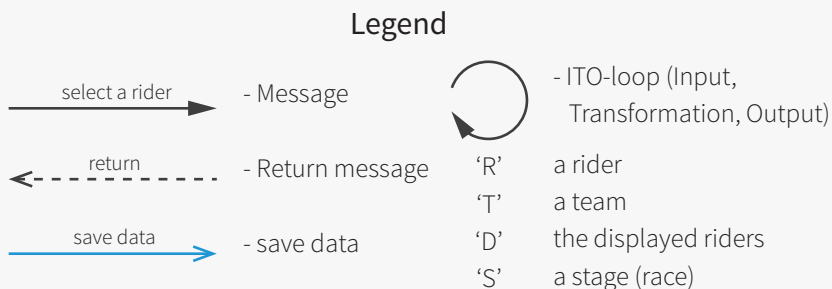 Legend
select a rider
- Message
return
- Return message
save data
- save data
- ITO-loop (Input,
Transformation, Output)
‘R’ a rider
‘T’ a team
‘D’ the displayed riders
‘S’ a stage (race)